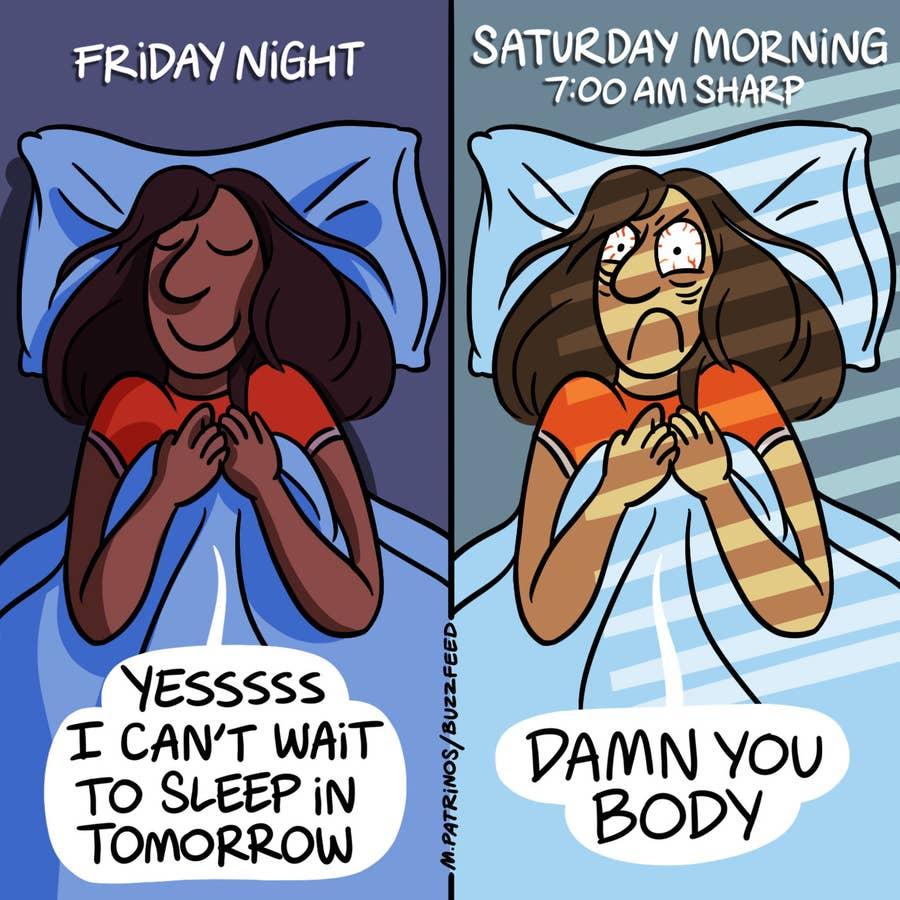 FRiDAY NiGHT
YESSSSS
I CAN'T WAiT
TO SLEEP iN
TOMORROW
SATURDAY MORNiNG
7:00 AM SHARP
DAMN YOU
BODY
M.PATRiNOS/BUZZFEED